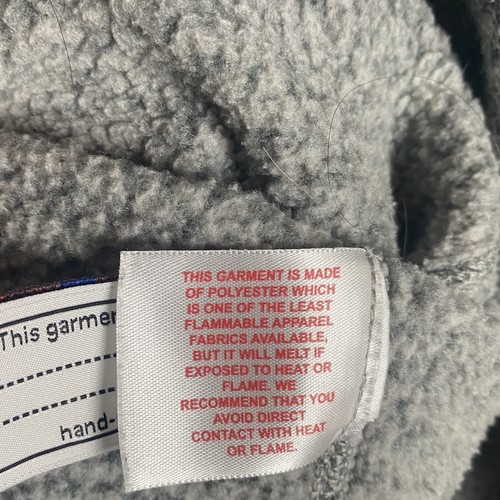 THIS GARMENT IS MADE
OF POLYESTER WHICH
IS ONE OF THE LEAST
FLAMMABLE APPAREL
FABRICS AVAILABLE,
BUT IT WILL MELT IF
EXPOSED TO HEAT OR
FLAME. WE
RECOMMEND THAT YOU
AVOID DIRECT
CONTACT WITH HEAT
OR FLAME.
This garmen
hand-